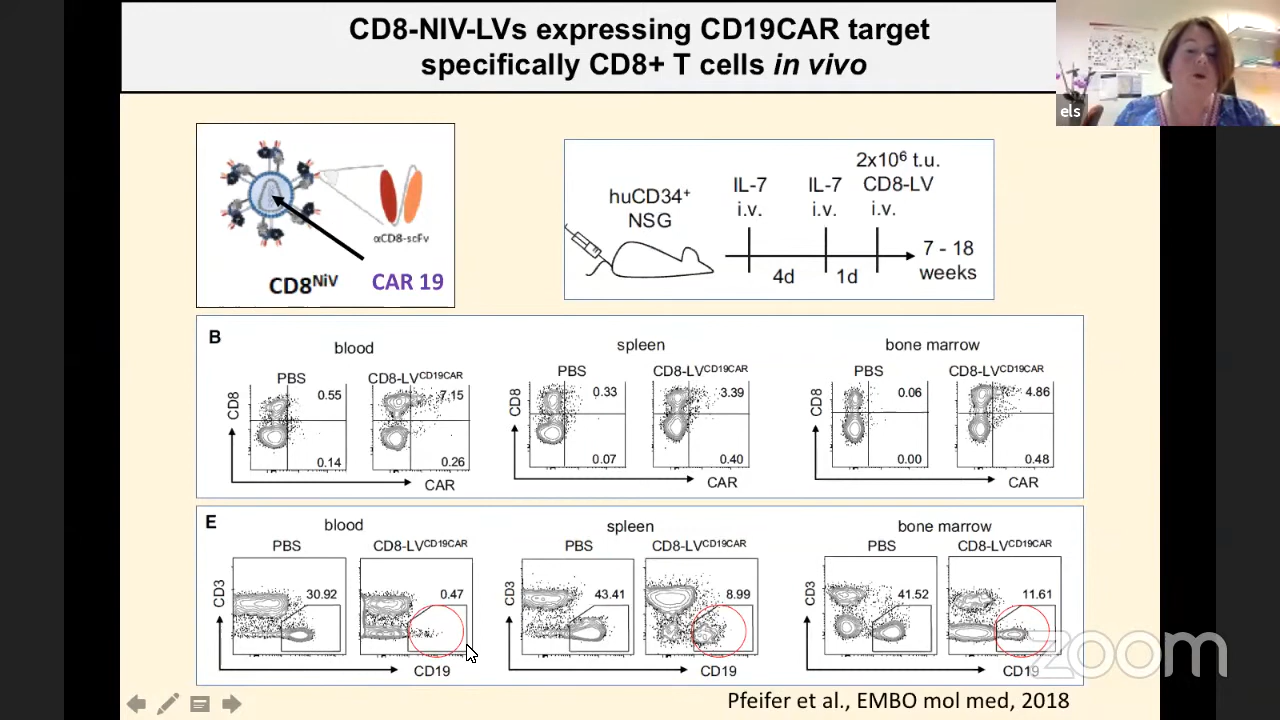 CD8-NIV-LVs expressing CD19CAR target
specifically CD8+ T cells in vivo
els
αCD8-scFv
CD8NiV
CAR 19
huCD34+
NSG
IL-7
i.v.
IL-7
i.v.
2x10⁶ t.u.
CD8-LV
i.v.
4d
1d
7 - 18
weeks
B
blood
spleen
bone marrow
PBS
CD8-LVCD19CAR
PBS
CD8-LVCD19CAR
PBS
CD8-LVCD19CAR
CD8
0.55
7.15
CD8
0.33
3.39
CD8
0.06
4.86
0.14
0.26
0.07
0.40
0.00
0.48
CAR
CAR
CAR
E
blood
spleen
bone marrow
PBS
CD8-LVCD19CAR
PBS
CD8-LVCD19CAR
PBS
CD8-LVCD19CAR
CD3
30.92
0.47
CD3
43.41
8.99
CD3
41.52
11.61
CD19
CD19
CD19
zoom
Pfeifer et al., EMBO mol med, 2018